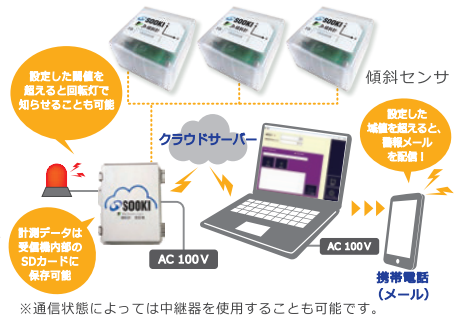 SOOKI
SOOKI
SOOKI
傾斜センサ
設定した閾値を
超えると回転灯で
知らせることも可能
クラウドサーバー
設定した
域値を超えると、
警報メール
を配信！
SOOKI
計測データは
受信機内部の
SDカードに
保存可能
AC 100V
AC 100V
携帯電話
（メール）
※通信状態によっては中継器を使用することも可能です。